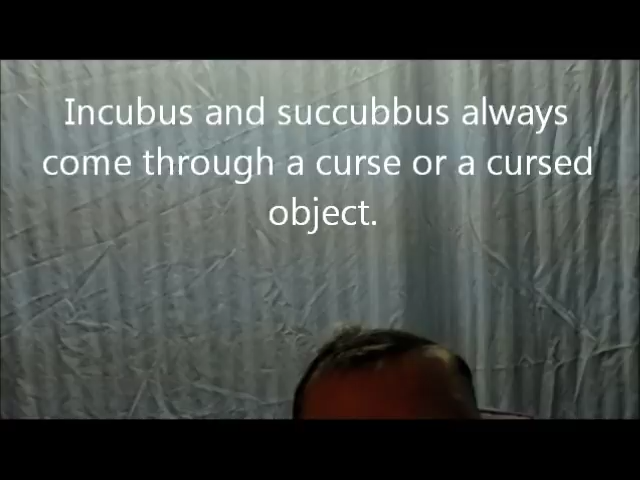 Incubus and succubbus always
come through a curse or a cursed
object.